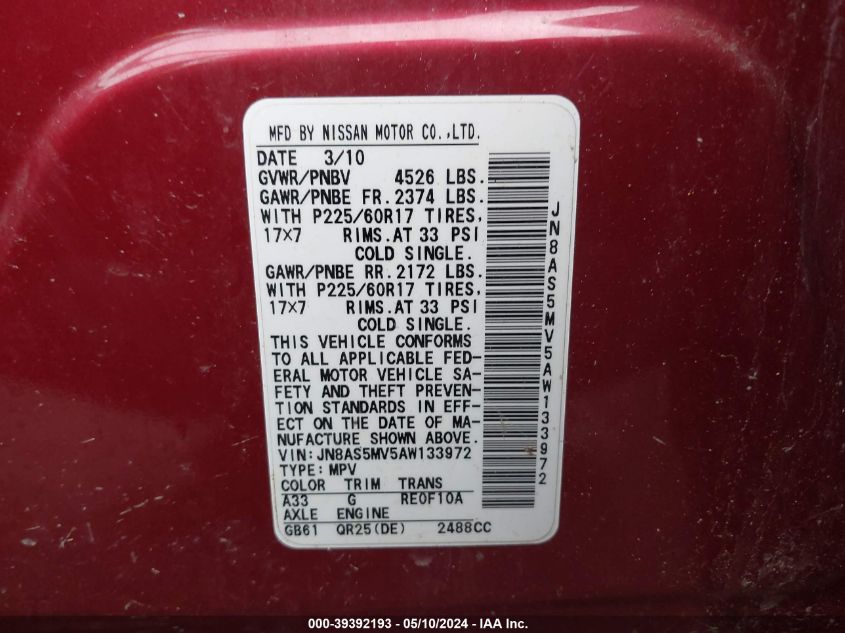 MFD BY NISSAN MOTOR CO.,LTD.
DATE 3/10
GVWR/PNBV 4526 LBS.
GAWR/PNBE FR. 2374 LBS.
WITH P225/60R17 TIRES,
17×7 RIMS. AT 33 PSI
COLD SINGLE.
GAWR/PNBE RR. 2172 LBS.
WITH P225/60R17 TIRES,
17×7 RIMS. AT 33 PSI
COLD SINGLE.
THIS VEHICLE CONFORMS
TO ALL APPLICABLE FED-
ERAL MOTOR VEHICLE SA-
FETY AND THEFT PREVEN-
TION STANDARDS IN EFF-
ECT ON THE DATE OF MA-
NUFACTURE SHOWN ABOVE.
VIN: JN8AS5MV5AW133972
TYPE: MPV
COLOR TRIM TRANS
A33 G RE0F10A
AXLE ENGINE
GB61 QR25(DE) 2488CC
JN8AS5MV5AW133972
000-39392193 - 05/10/2024 - IAA Inc.